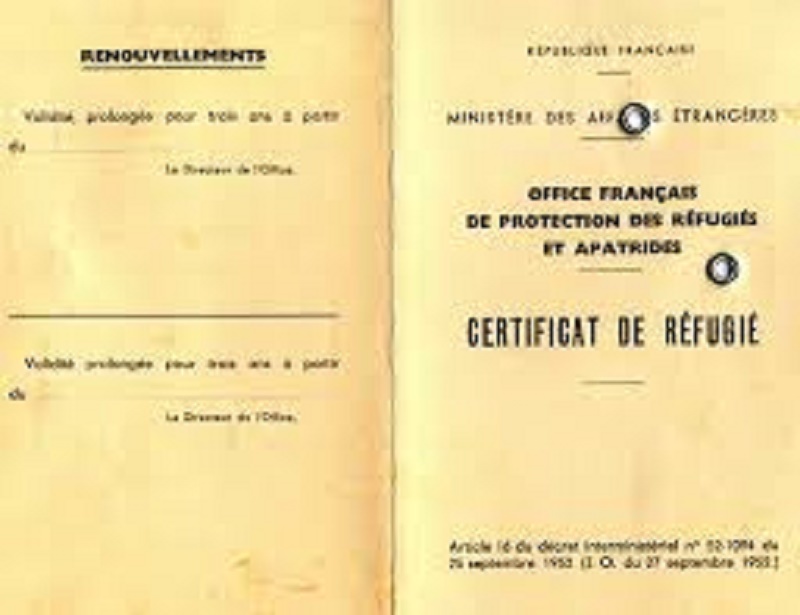 RENOUVELLEMENTS
Validité prolongée pour trois ans à partir
du
Le Directeur de l'Office,
Validité prolongée pour trois ans à partir
du
Le Directeur de l'Office,
RÉPUBLIQUE FRANÇAISE
MINISTÈRE DES AFF S ÉTRANGÈRES
OFFICE FRANÇAIS
DE PROTECTION DES RÉFUGIÉS
ET APATRIDES
CERTIFICAT DE RÉFUGIÉ
Article 16 du décret interministériel n° 52-1094 du
septembre 1952 (J. O. du 27 septembre 1952)